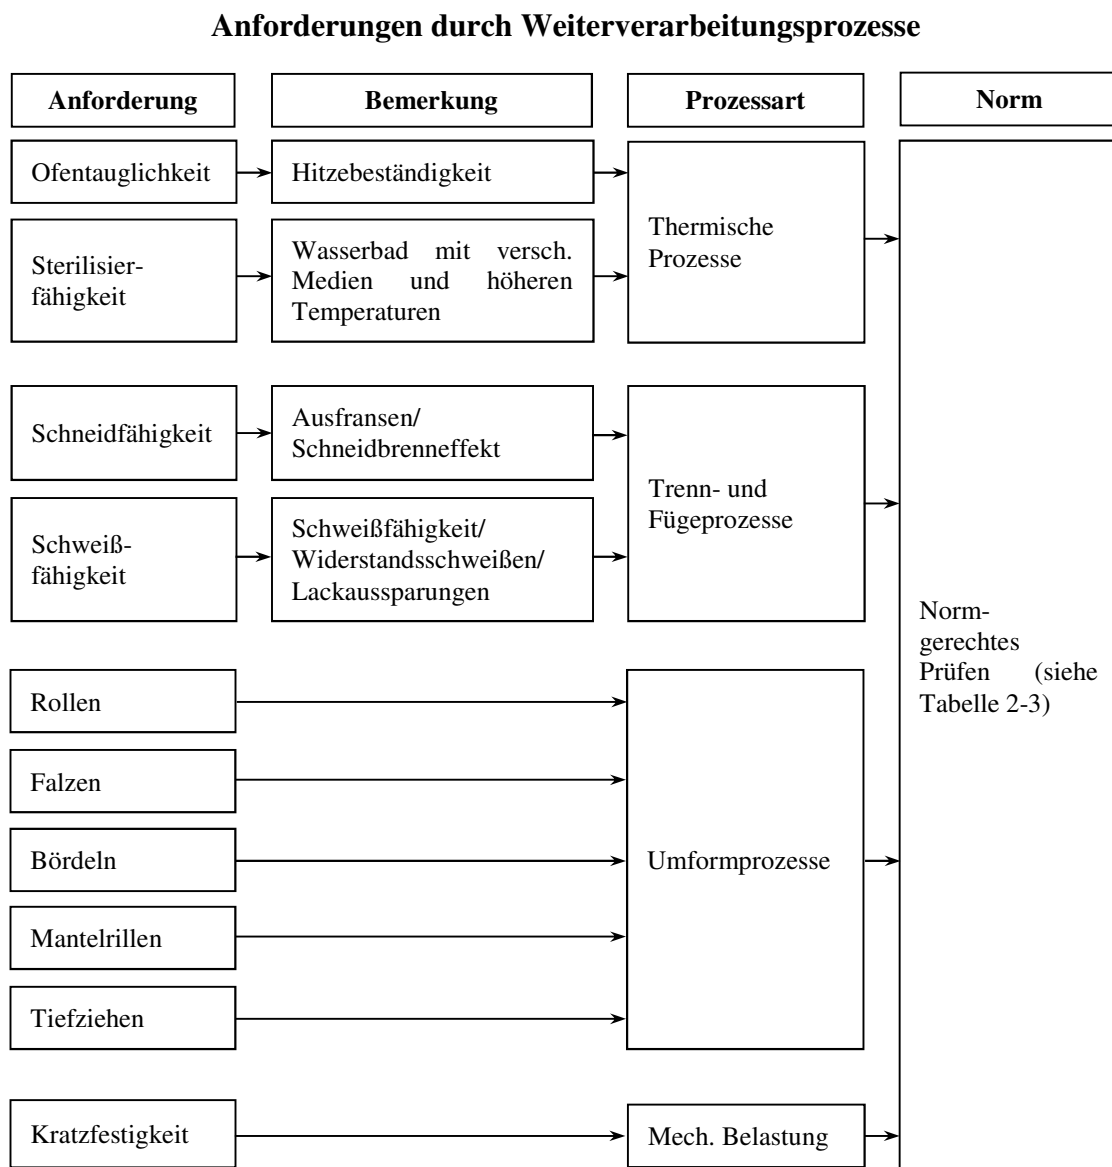 Anforderungen durch Weiterverarbeitungsprozesse
Anforderung
Bemerkung
Prozessart
Norm
Ofentauglichkeit
Hitzebeständigkeit
Thermische
Prozesse
Sterilisier-
fähigkeit
Wasserbad mit versch.
Medien und höheren
Temperaturen
Schneidfähigkeit
Ausfransen/
Schneidbrenneffekt
Trenn- und
Fügeprozesse
Schweiß-
fähigkeit
Schweißfähigkeit/
Widerstandsschweißen/
Lackaussparungen
Norm-
gerechtes
Prüfen (siehe
Tabelle 2-3)
Rollen
Falzen
Bördeln
Umformprozesse
Mantelrillen
Tiefziehen
Kratzfestigkeit
Mech. Belastung